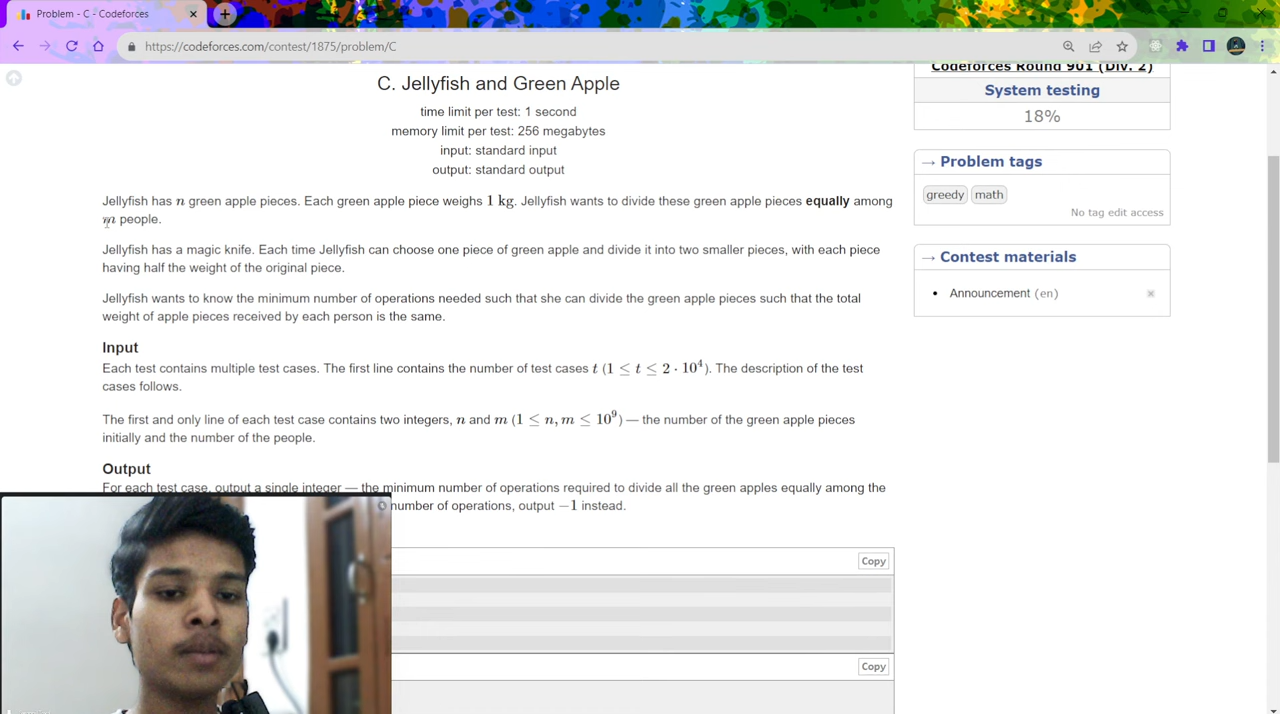 Problem - C - Codeforces
https://codeforces.com/contest/1875/problem/C
C. Jellyfish and Green Apple
time limit per test: 1 second
memory limit per test: 256 megabytes
input: standard input
output: standard output
Jellyfish has n green apple pieces. Each green apple piece weighs 1 kg. Jellyfish wants to divide these green apple pieces equally among
m people.
Jellyfish has a magic knife. Each time Jellyfish can choose one piece of green apple and divide it into two smaller pieces, with each piece
having half the weight of the original piece.
Jellyfish wants to know the minimum number of operations needed such that she can divide the green apple pieces such that the total
weight of apple pieces received by each person is the same.
Input
Each test contains multiple test cases. The first line contains the number of test cases t (1 ≤ t ≤ 2 · 10⁴). The description of the test
cases follows.
The first and only line of each test case contains two integers, n and m (1 ≤ n, m ≤ 10⁹) — the number of the green apple pieces
initially and the number of the people.
Output
For each test case, output a single integer — the minimum number of operations required to divide all the green apples equally among the
number of operations, output −1 instead.
Copy
Copy
Codeforces Round 901 (Div. 2)
System testing
18%
→ Problem tags
greedy math
No tag edit access
→ Contest materials
• Announcement (en) ×